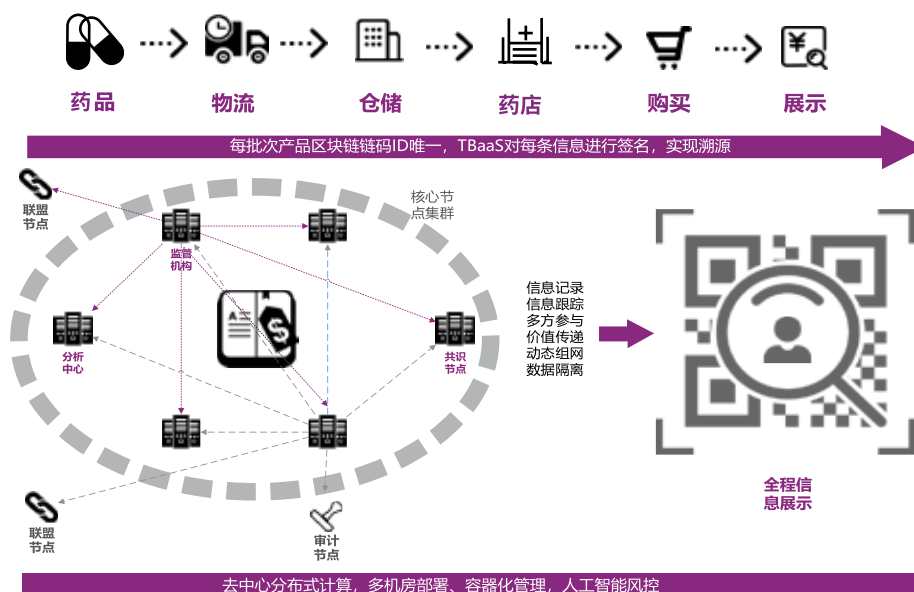 药品
物流
仓储
药店
购买
展示
每批次产品区块链链码ID唯一，TBaaS对每条信息进行签名，实现溯源
联盟
节点
核心节
点集群
监管
机构
分析
中心
共识
节点
信息记录
信息跟踪
多方参与
价值传递
动态组网
数据隔离
联盟
节点
审计
节点
全程信
息展示
去中心分布式计算，多机房部署、容器化管理，人工智能风控